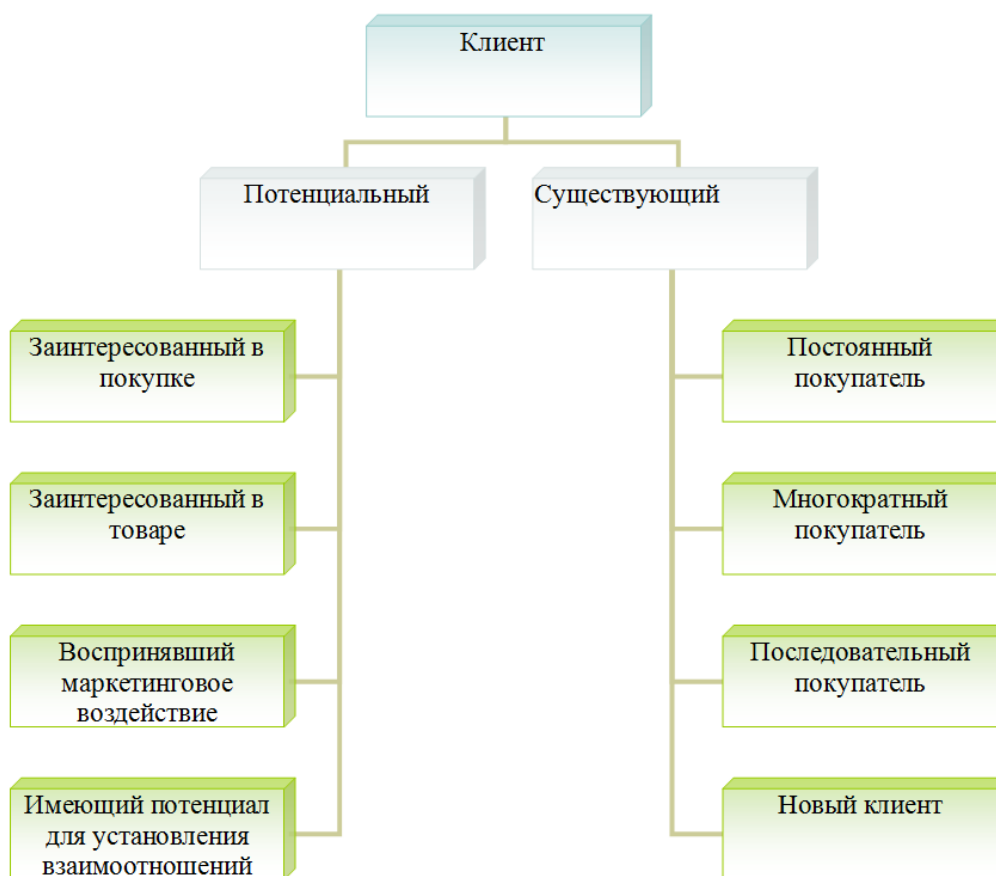 Клиент
Потенциальный
Существующий
Заинтересованный в
покупке
Заинтересованный в
товаре
Воспринявший
маркетинговое
воздействие
Имеющий потенциал
для установления
взаимоотношений
Постоянный
покупатель
Многократный
покупатель
Последовательный
покупатель
Новый клиент